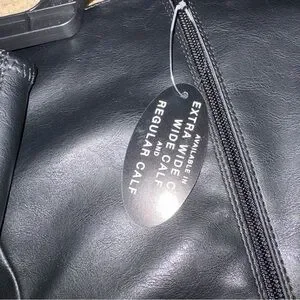 AVAILABLE IN
EXTRA WIDE C
WIDE CALF
AND
REGULAR CALF